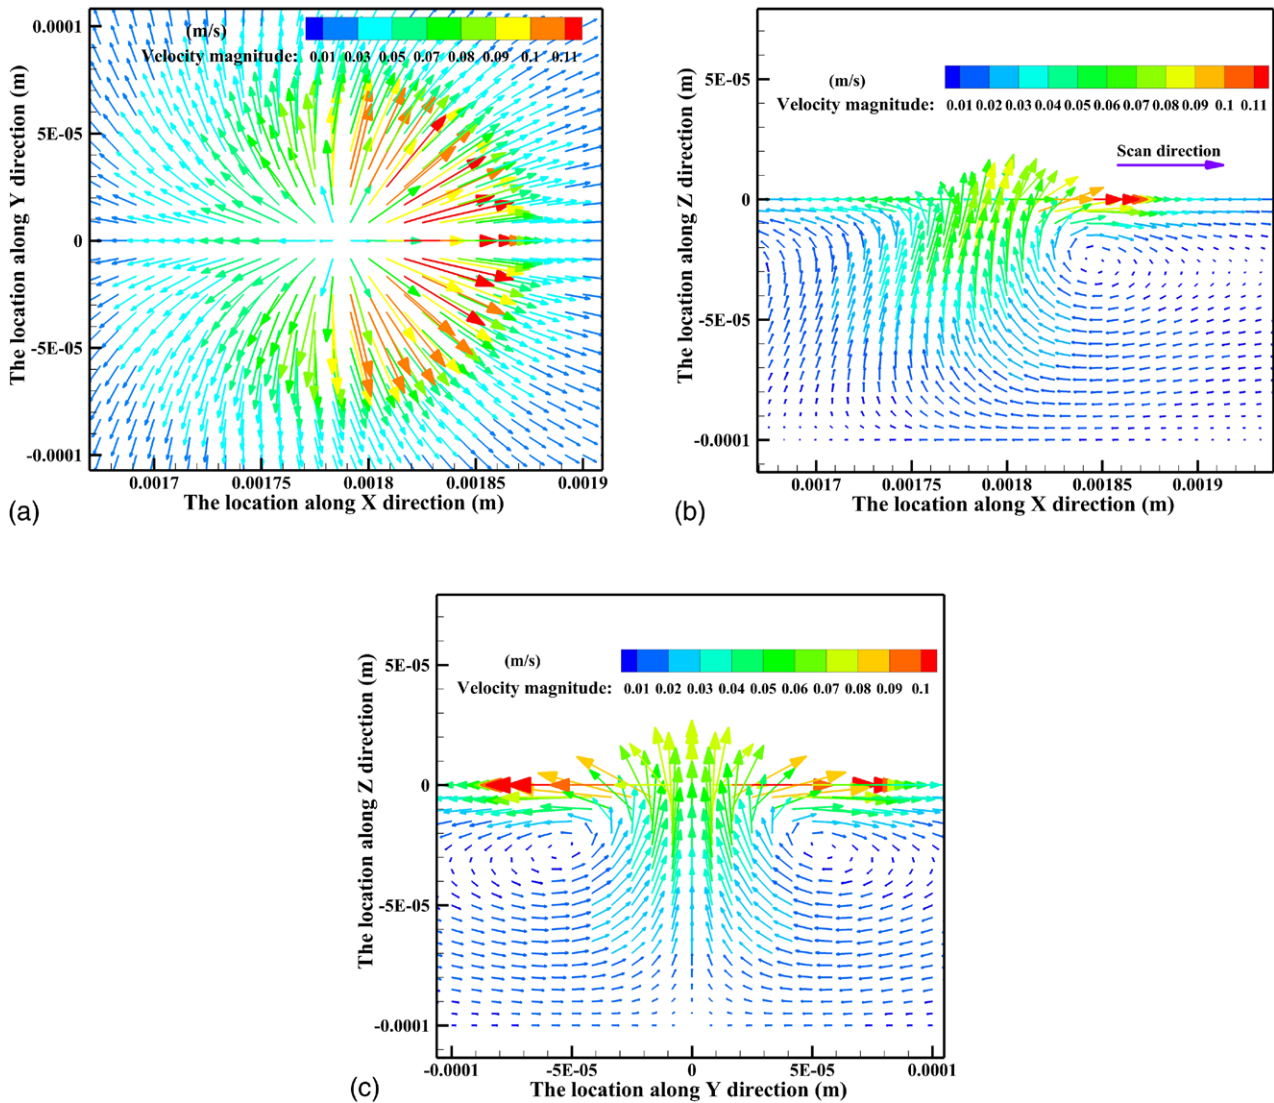 0.0001
(m/s)
Velocity magnitude: 0.01 0.03 0.05 0.07 0.08 0.09 0.1 0.11
5E-05
0
-5E-05
-0.0001
The location along Y direction (m)
0.0017 0.00175 0.0018 0.00185 0.0019
The location along X direction (m)
(a)
5E-05
(m/s)
Velocity magnitude: 0.01 0.02 0.03 0.04 0.05 0.06 0.07 0.08 0.09 0.1 0.11
Scan direction
0
-5E-05
-0.0001
The location along Z direction (m)
0.0017 0.00175 0.0018 0.00185 0.0019
The location along X direction (m)
(b)
5E-05
(m/s)
Velocity magnitude: 0.01 0.02 0.03 0.04 0.05 0.06 0.07 0.08 0.09 0.1
0
-5E-05
-0.0001
The location along Z direction (m)
-0.0001 -5E-05 0 5E-05 0.0001
The location along Y direction (m)
(c)